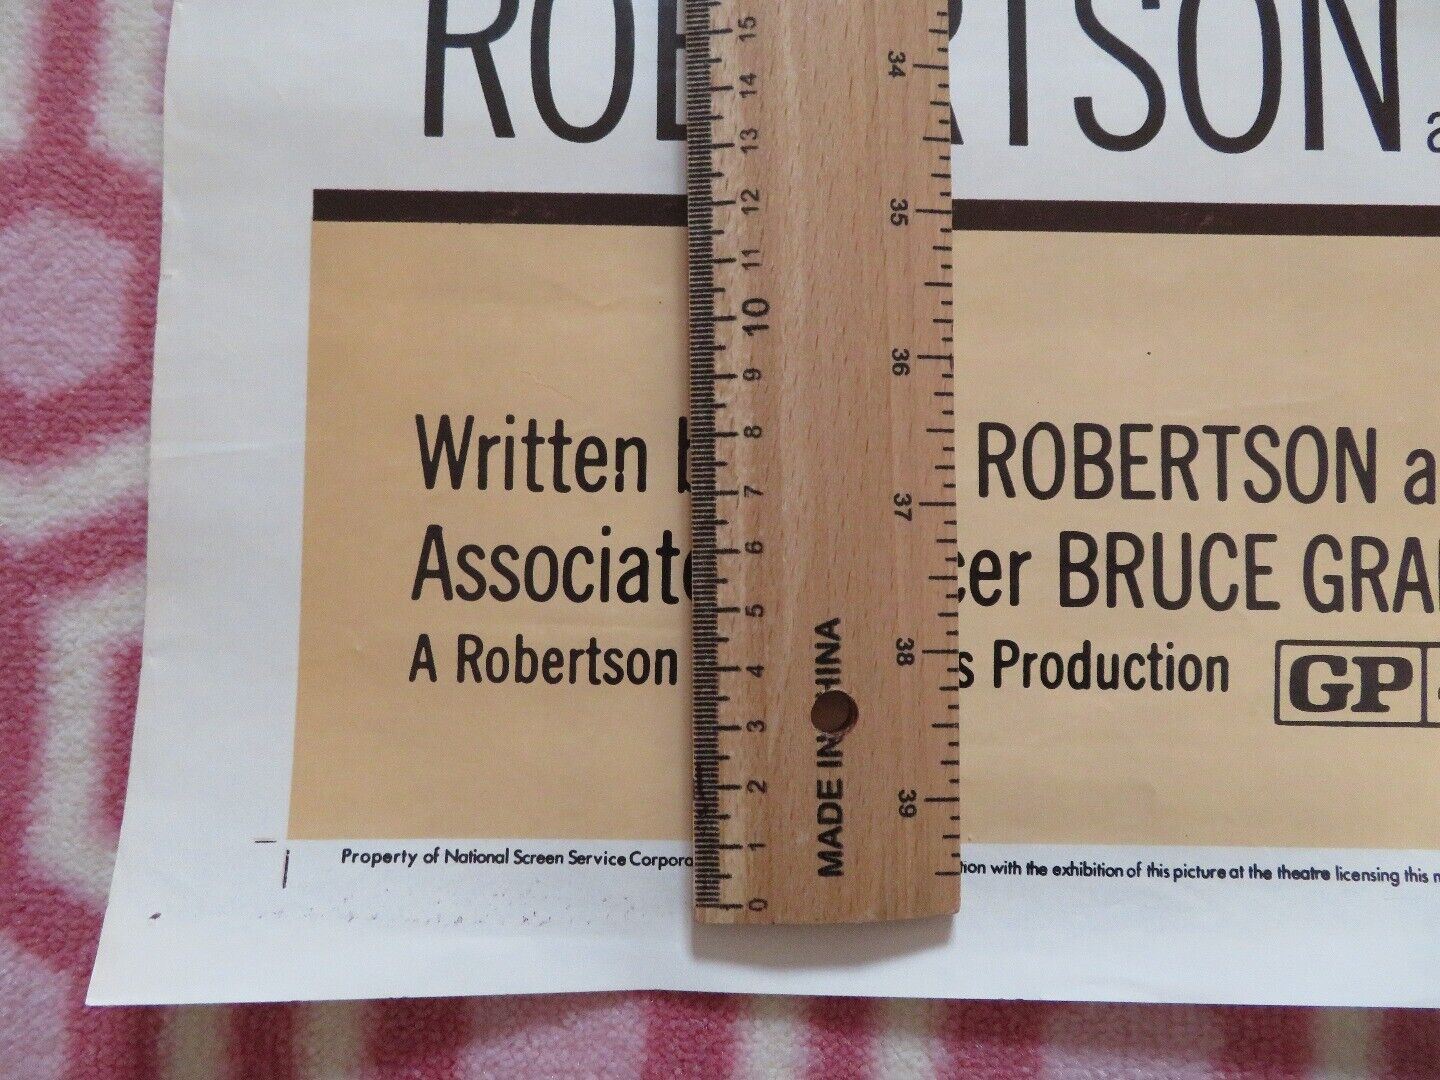 ROBERTSON a
Written b ROBERTSON a
Associate cer BRUCE GRA
A Robertson s Production GP
Property of National Screen Service Corpora ion with the exhibition of this picture at the theatre licensing this m
15 14 13 12 11 10 9 8 7 6 5 4 3 2 1 0
MADE IN CHINA
34 35 36 37 38 39